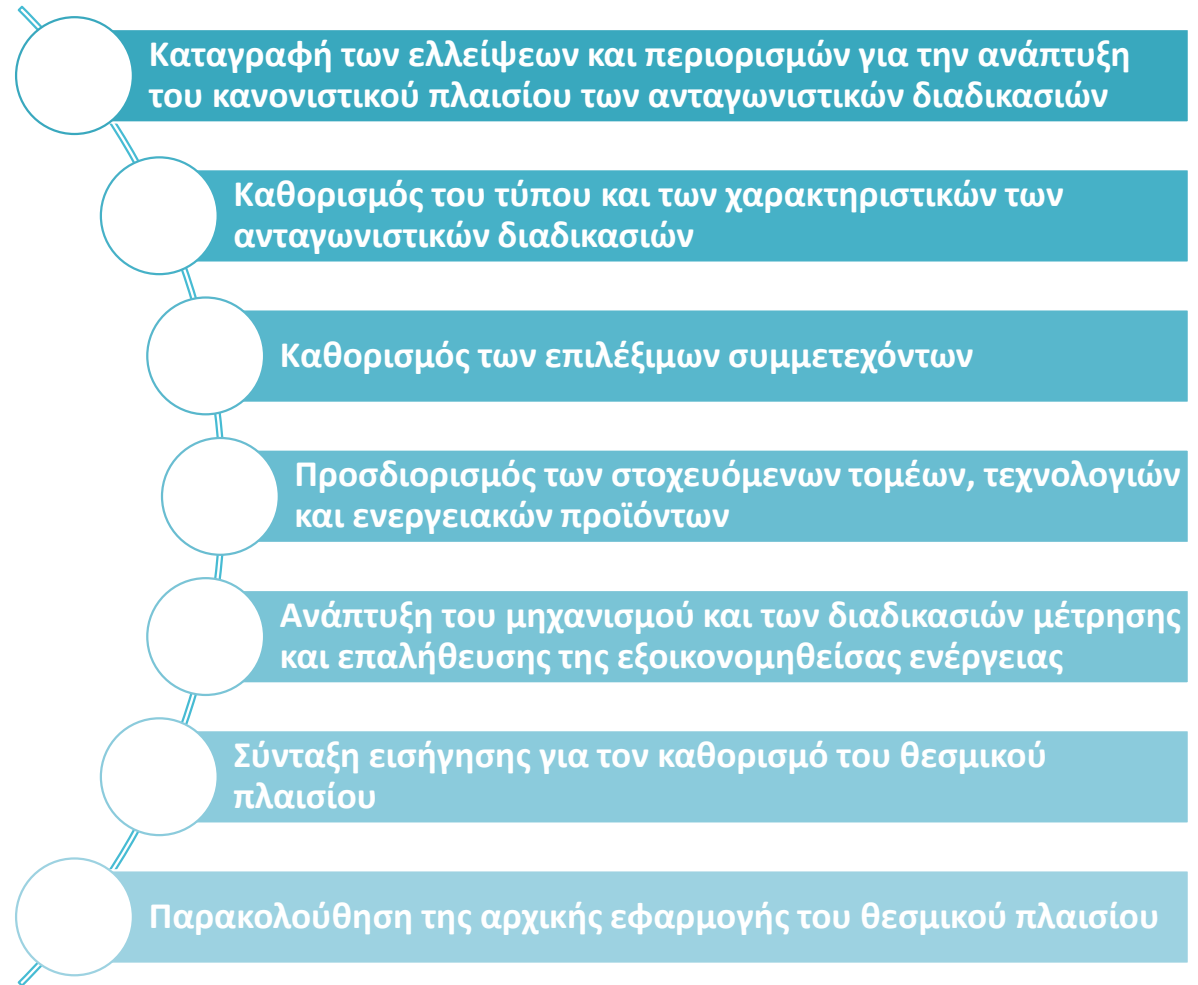 Καταγραφή των ελλείψεων και περιορισμών για την ανάπτυξη
του κανονιστικού πλαισίου των ανταγωνιστικών διαδικασιών
Καθορισμός του τύπου και των χαρακτηριστικών των
ανταγωνιστικών διαδικασιών
Καθορισμός των επιλέξιμων συμμετεχόντων
Προσδιορισμός των στοχευόμενων τομέων, τεχνολογιών
και ενεργειακών προϊόντων
Ανάπτυξη του μηχανισμού και των διαδικασιών μέτρησης
και επαλήθευσης της εξοικονομηθείσας ενέργειας
Σύνταξη εισήγησης για τον καθορισμό του θεσμικού
πλαισίου
Παρακολούθηση της αρχικής εφαρμογής του θεσμικού πλαισίου